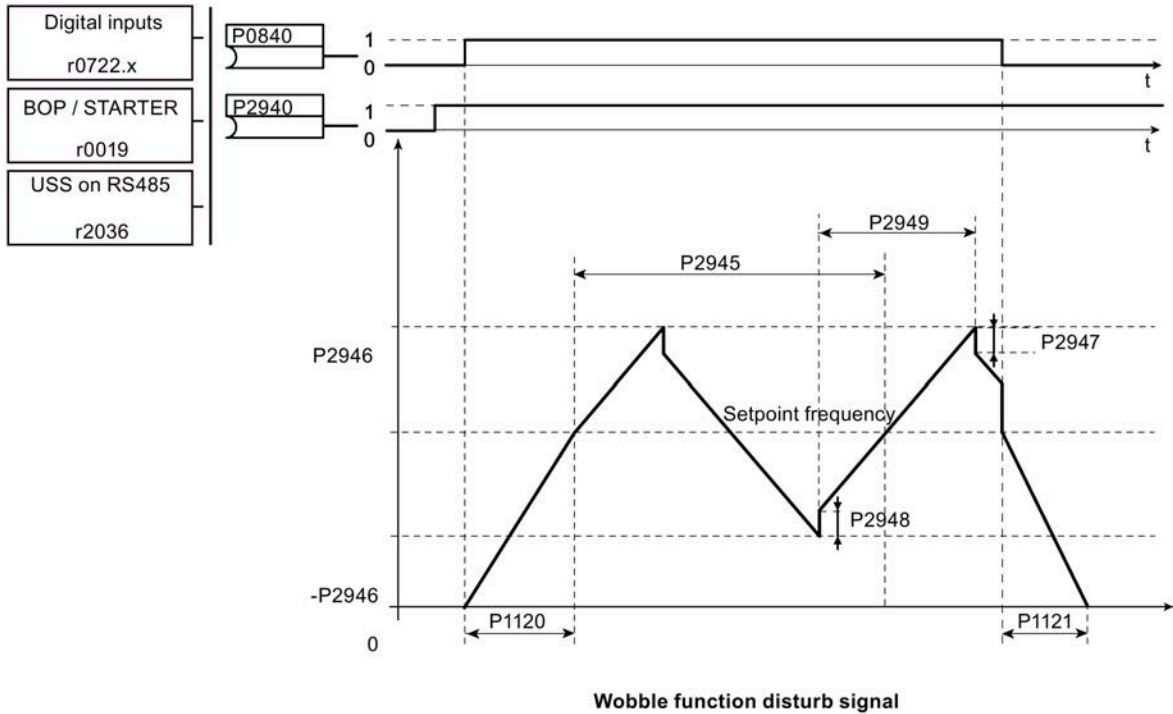 Digital inputs
r0722.x
BOP / STARTER
r0019
USS on RS485
r2036
P0840
1
0
t
P2940
1
0
t
P2949
P2945
P2946
P2947
Setpoint frequency
P2948
-P2946
0
P1120
P1121
Wobble function disturb signal